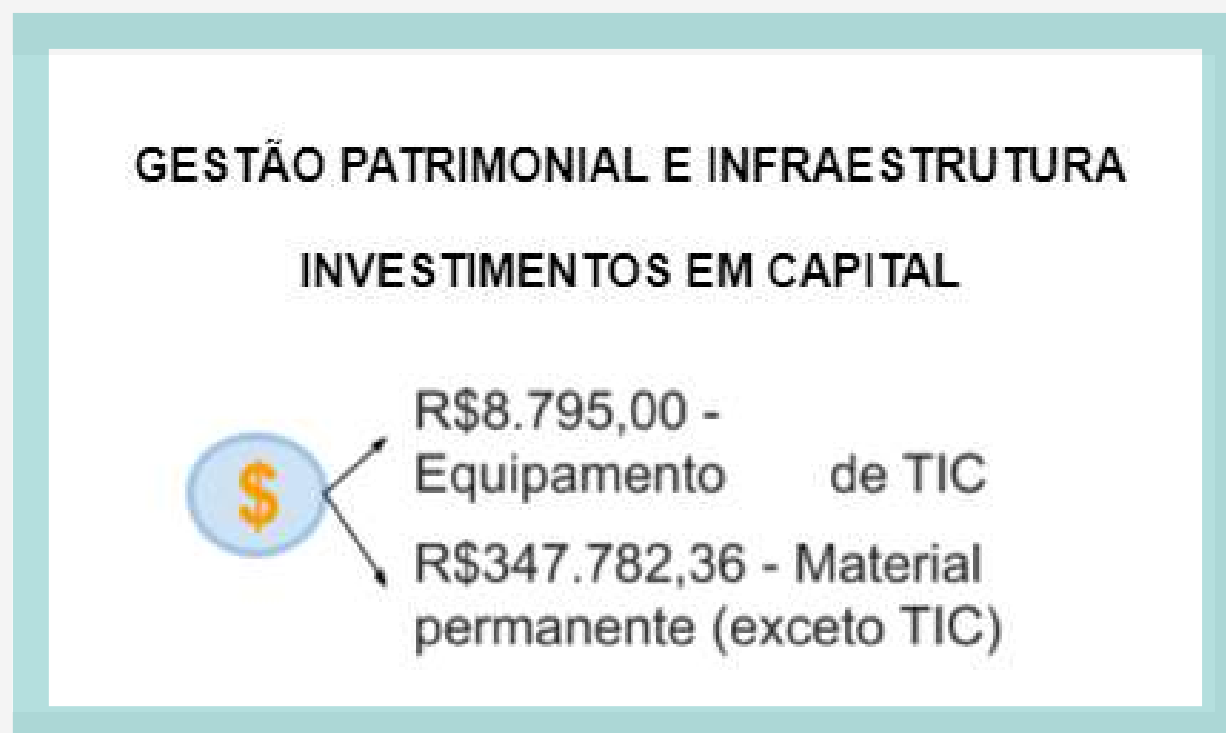 GESTÃO PATRIMONIAL E INFRAESTRUTURA
INVESTIMENTOS EM CAPITAL
R$8.795,00 -
Equipamento de TIC
$
R$347.782,36 - Material
permanente (exceto TIC)